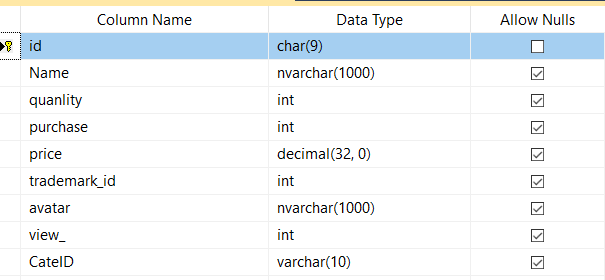 Column Name Data Type Allow Nulls
id char(9)
Name nvarchar(1000)
quanlity int
purchase int
price decimal(32, 0)
trademark_id int
avatar nvarchar(1000)
view_ int
CateID varchar(10)